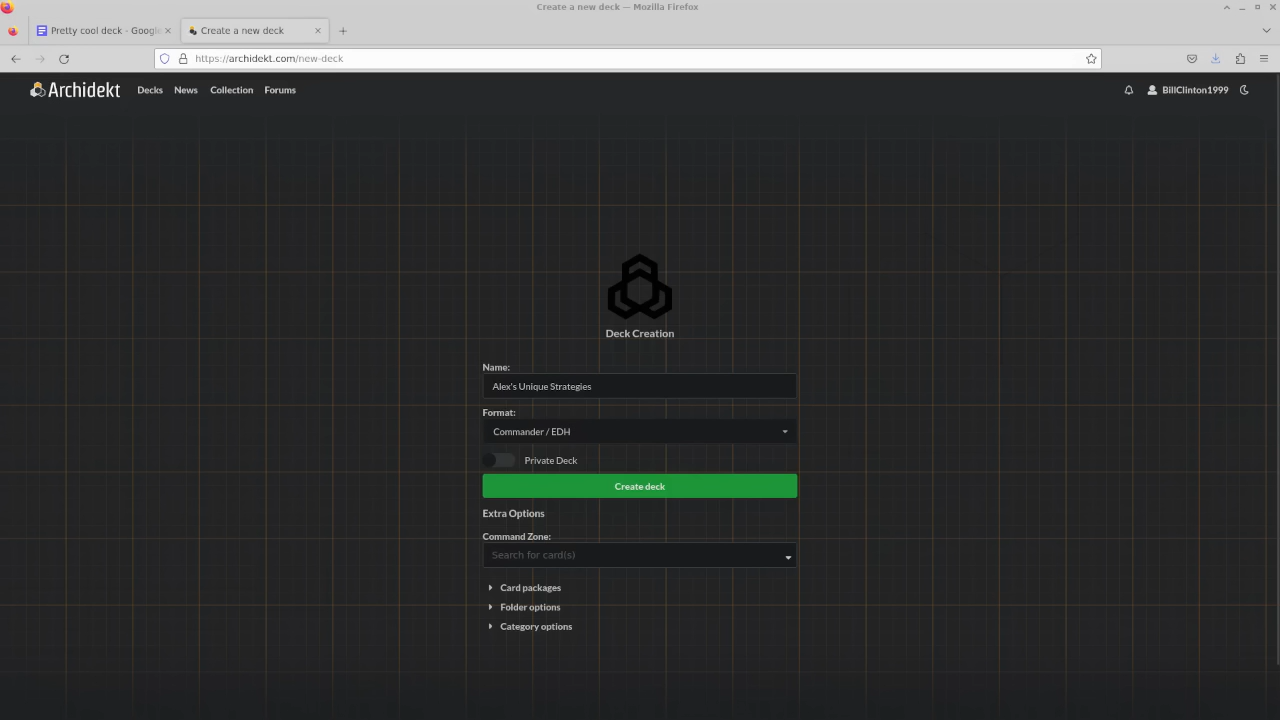 Create a new deck — Mozilla Firefox
Pretty cool deck - Google
Create a new deck
https://archidekt.com/new-deck
Archidekt Decks News Collection Forums BillClinton1999
Deck Creation
Name:
Alex's Unique Strategies
Format:
Commander / EDH
Private Deck
Create deck
Extra Options
Command Zone:
Search for card(s)
Card packages
Folder options
Category options